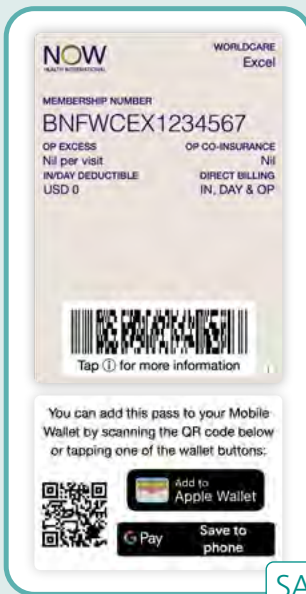 NOW
HEALTH INTERNATIONAL
WORLDCARE
Excel
MEMBERSHIP NUMBER
BNFWCEX1234567
OP EXCESS OP CO-INSURANCE
Nil per visit Nil
IN/DAY DEDUCTIBLE DIRECT BILLING
USD 0 IN, DAY & OP
Tap ⓘ for more information
You can add this pass to your Mobile
Wallet by scanning the QR code below
or tapping one of the wallet buttons:
Add to
Apple Wallet
G Pay Save to
phone
SA